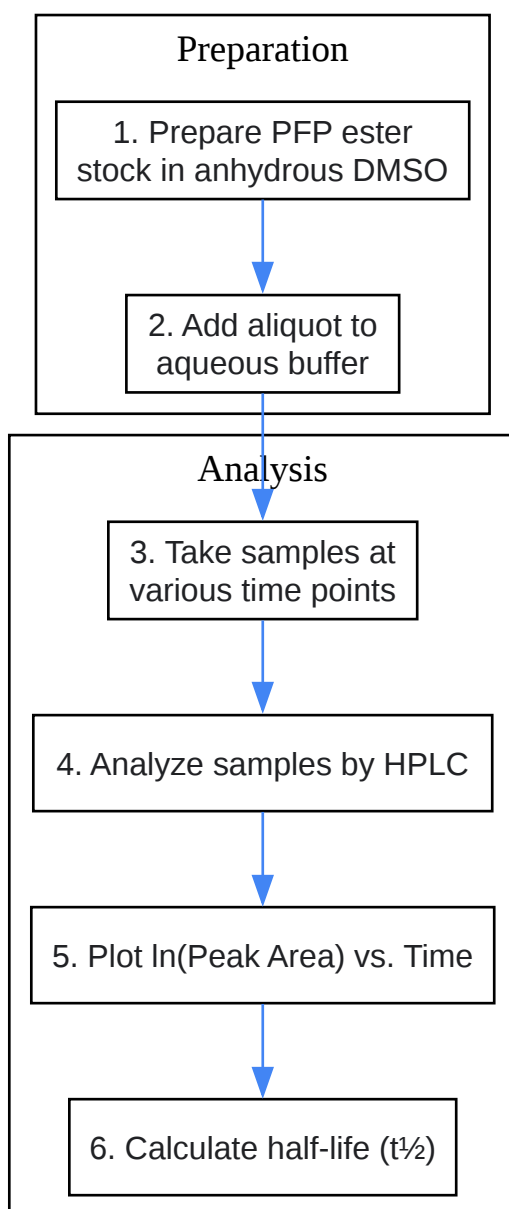 Preparation
1. Prepare PFP ester
stock in anhydrous DMSO
2. Add aliquot to
aqueous buffer
Analysis
3. Take samples at
various time points
4. Analyze samples by HPLC
5. Plot ln(Peak Area) vs. Time
6. Calculate half-life (t½)